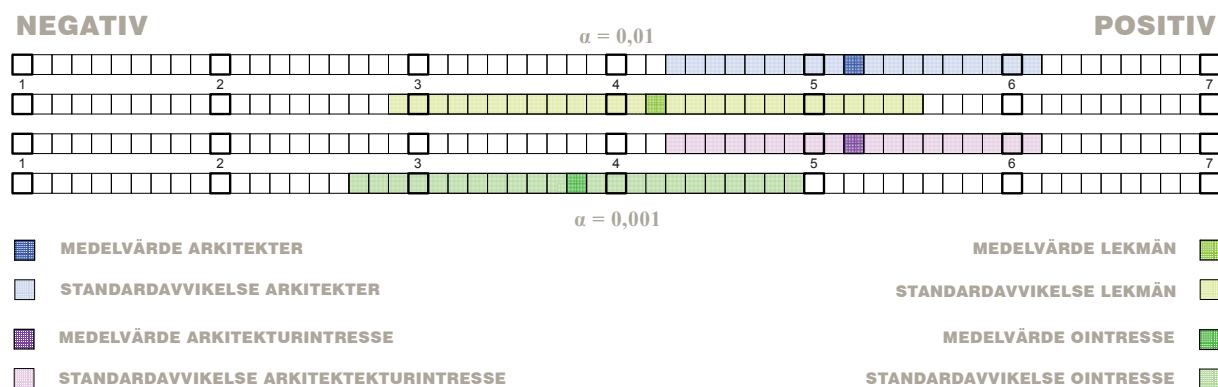 NEGATIV
POSITIV
α = 0,01
1 2 3 4 5 6 7
1 2 3 4 5 6 7
α = 0,001
MEDELVÄRDE ARKITEKTER
MEDELVÄRDE LEKMÄN
STANDARDAVVIKELSE ARKITEKTER
STANDARDAVVIKELSE LEKMÄN
MEDELVÄRDE ARKITEKTURINTRESSE
MEDELVÄRDE OINTRESSE
STANDARDAVVIKELSE ARKITEKTEKTURINTRESSE
STANDARDAVVIKELSE OINTRESSE